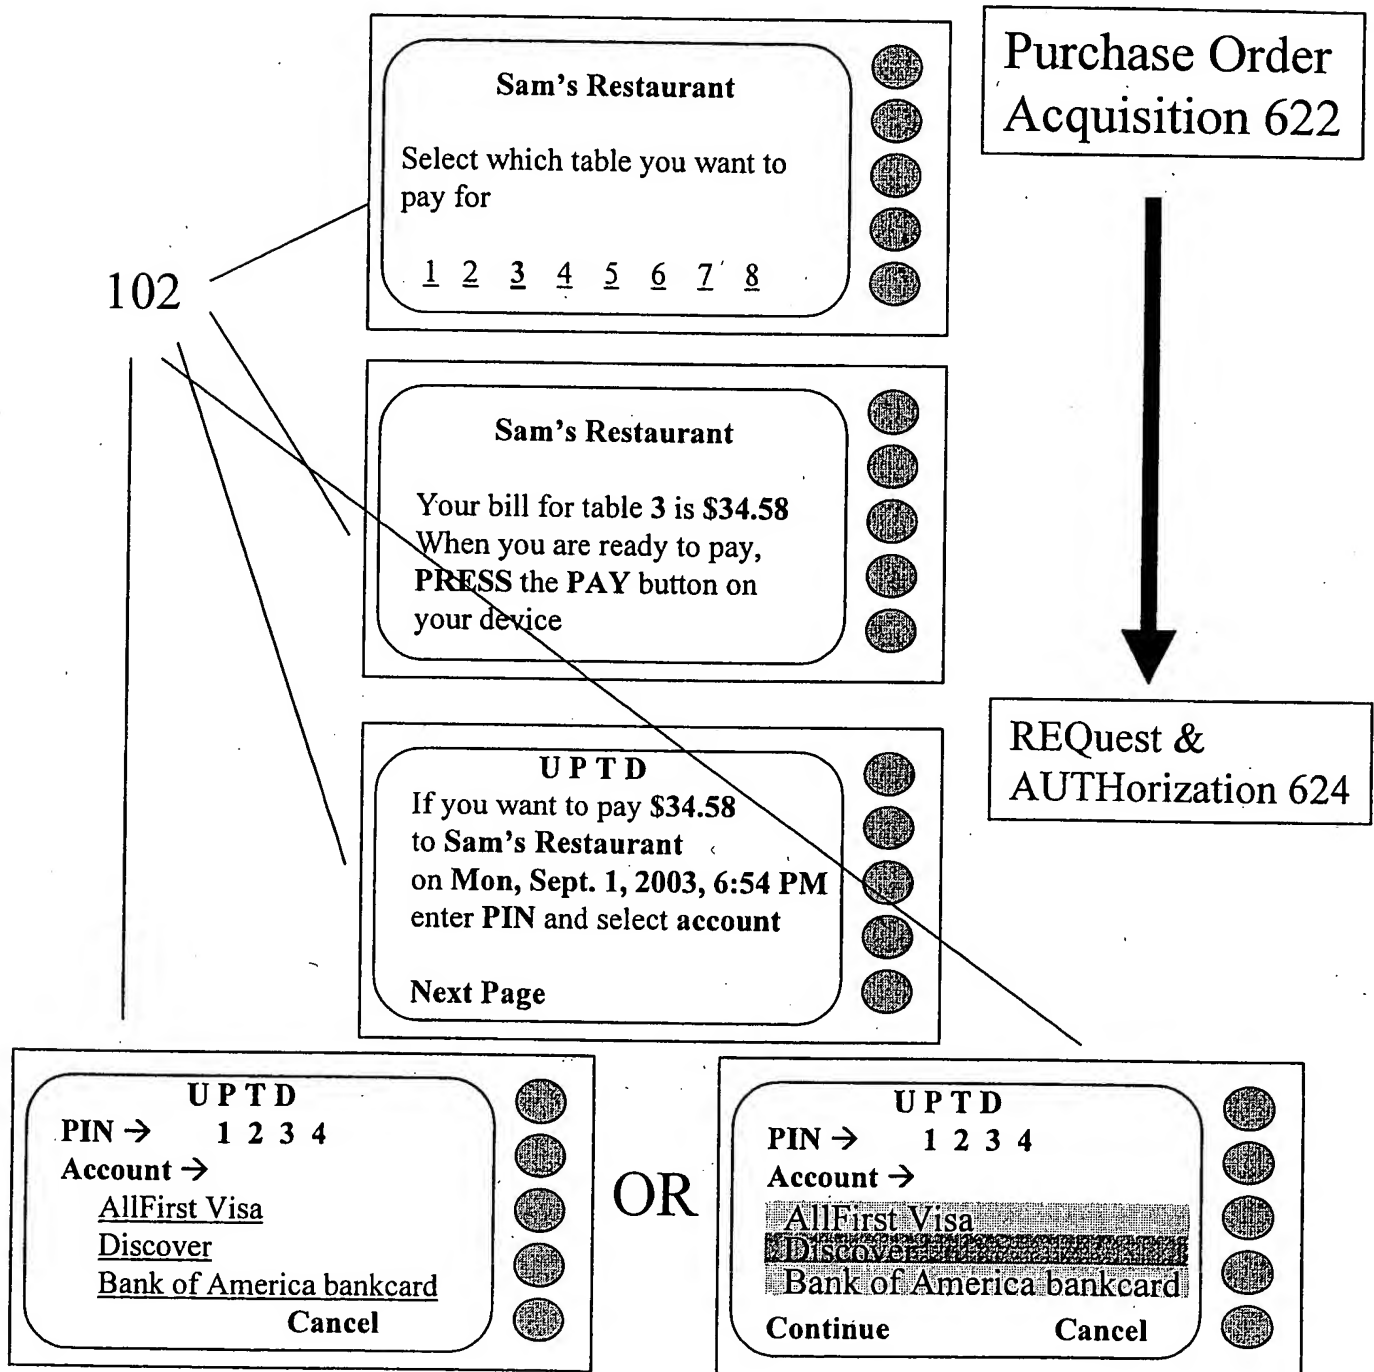 Sam's Restaurant
Select which table you want to
pay for
1 2 3 4 5 6 7 8
Purchase Order
Acquisition 622
102
Sam's Restaurant
Your bill for table 3 is $34.58
When you are ready to pay,
PRESS the PAY button on
your device
UPTD
If you want to pay $34.58
to Sam's Restaurant
on Mon, Sept. 1, 2003, 6:54 PM
enter PIN and select account
Next Page
REQuest &
AUTHorization 624
UPTD
PIN → 1 2 3 4
Account →
AllFirst Visa
Discover
Bank of America bankcard
Cancel
OR
UPTD
PIN → 1 2 3 4
Account →
AllFirst Visa
Discover
Bank of America bankcard
Continue Cancel